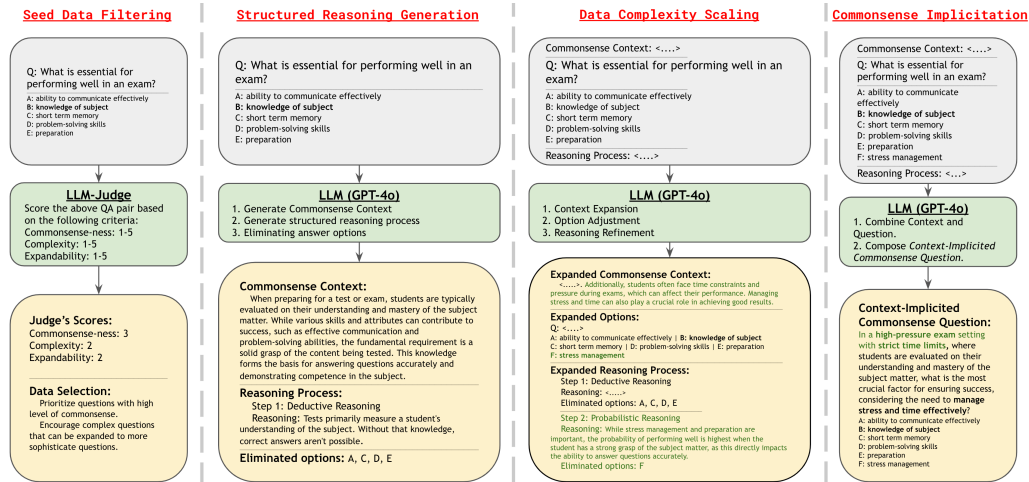 Seed Data Filtering
Q: What is essential for
performing well in an exam?
A: ability to communicate effectively
B: knowledge of subject
C: short term memory
D: problem-solving skills
E: preparation
LLM-Judge
Score the above QA pair based
on the following criteria:
Commonsense-ness: 1-5
Complexity: 1-5
Expandability: 1-5
Judge's Scores:
Commonsense-ness: 3
Complexity: 2
Expandability: 2
Data Selection:
Prioritize questions with high
level of commonsense.
Encourage complex questions
that can be expanded to more
sophisticate questions.
Structured Reasoning Generation
Q: What is essential for performing well in an
exam?
A: ability to communicate effectively
B: knowledge of subject
C: short term memory
D: problem-solving skills
E: preparation
LLM (GPT-4o)
1. Generate Commonsense Context
2. Generate structured reasoning process
3. Eliminating answer options
Commonsense Context:
When preparing for a test or exam, students are typically
evaluated on their understanding and mastery of the subject
matter. While various skills and attributes can contribute to
success, such as effective communication and
problem-solving abilities, the fundamental requirement is a
solid grasp of the content being tested. This knowledge
forms the basis for answering questions accurately and
demonstrating competence in the subject.
Reasoning Process:
Step 1: Deductive Reasoning
Reasoning: Tests primarily measure a student's
understanding of the subject. Without that knowledge,
correct answers aren't possible.
Eliminated options: A, C, D, E
Data Complexity Scaling
Commonsense Context: <....>
Q: What is essential for performing well in an
exam?
A: ability to communicate effectively
B: knowledge of subject
C: short term memory
D: problem-solving skills
E: preparation
Reasoning Process: <....>
LLM (GPT-4o)
1. Context Expansion
2. Option Adjustment
3. Reasoning Refinement
Expanded Commonsense Context:
<.....>. Additionally, students often face time constraints and
pressure during exams, which can affect their performance. Managing
stress and time can also play a crucial role in achieving good results.
Expanded Options:
Q: <....>
A: ability to communicate effectively | B: knowledge of subject
C: short term memory | D: problem-solving skills | E: preparation
F: stress management
Expanded Reasoning Process:
Step 1: Deductive Reasoning
Reasoning: <.....>
Eliminated options: A, C, D, E
Step 2: Probabilistic Reasoning
Reasoning: While stress management and preparation are
important, the probability of performing well is highest when the
student has a strong grasp of the subject matter, as this directly impacts
the ability to answer questions accurately.
Eliminated options: F
Commonsense Implicitation
Commonsense Context: <....>
Q: What is essential for
performing well in an exam?
A: ability to communicate
effectively
B: knowledge of subject
C: short term memory
D: problem-solving skills
E: preparation
F: stress management
Reasoning Process: <...>
LLM (GPT-4o)
1. Combine Context and
Question.
2. Compose Context-Implicited
Commonsense Question.
Context-Implicited
Commonsense Question:
In a high-pressure exam setting
with strict time limits, where
students are evaluated on their
understanding and mastery of the
subject matter, what is the most
crucial factor for ensuring success,
considering the need to manage
stress and time effectively?
A: ability to communicate effectively
B: knowledge of subject
C: short term memory
D: problem-solving skills
E: preparation
F: stress management